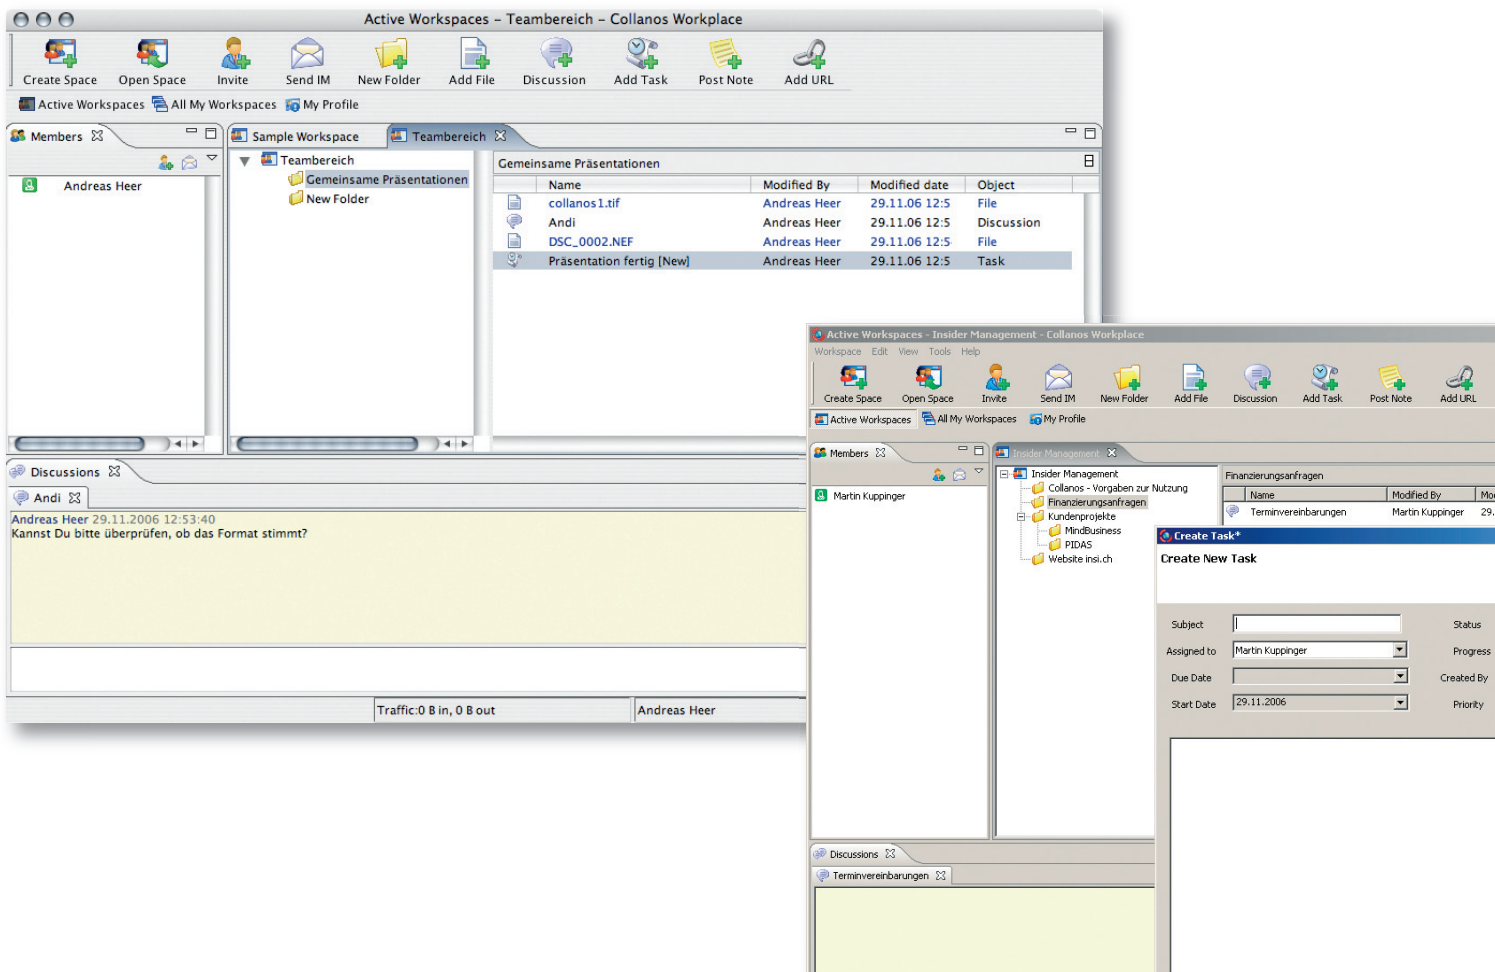 Active Workspaces – Teambereich – Collanos Workplace
Create Space Open Space Invite Send IM New Folder Add File Discussion Add Task Post Note Add URL
Active Workspaces All My Workspaces My Profile
Members Sample Workspace Teambereich
Teambereich
Gemeinsame Präsentationen
New Folder
Andreas Heer
Gemeinsame Präsentationen
Name Modified By Modified date Object
collanos1.tif Andreas Heer 29.11.06 12:5 File
Andi Andreas Heer 29.11.06 12:5 Discussion
DSC_0002.NEF Andreas Heer 29.11.06 12:5 File
Präsentation fertig [New] Andreas Heer 29.11.06 12:5 Task
Discussions
Andi
Andreas Heer 29.11.2006 12:53:40
Kannst Du bitte überprüfen, ob das Format stimmt?
Traffic:0 B in, 0 B out Andreas Heer
Active Workspaces - Insider Management - Collanos Workplace
Workspace Edit View Tools Help
Create Space Open Space Invite Send IM New Folder Add File Discussion Add Task Post Note Add URL
Active Workspaces All My Workspaces My Profile
Members Insider Management
Martin Kuppinger
Insider Management
Collanos - Vorgaben zur Nutzung
Finanzierungsanfragen
Kundenprojekte
MindBusiness
PIDAS
Website insi.ch
Finanzierungsanfragen
Name Modified By Mo
Terminvereinbarungen Martin Kuppinger 29.
Create Task*
Create New Task
Subject Status
Assigned to Martin Kuppinger Progress
Due Date Created By
Start Date 29.11.2006 Priority
Discussions
Terminvereinbarungen